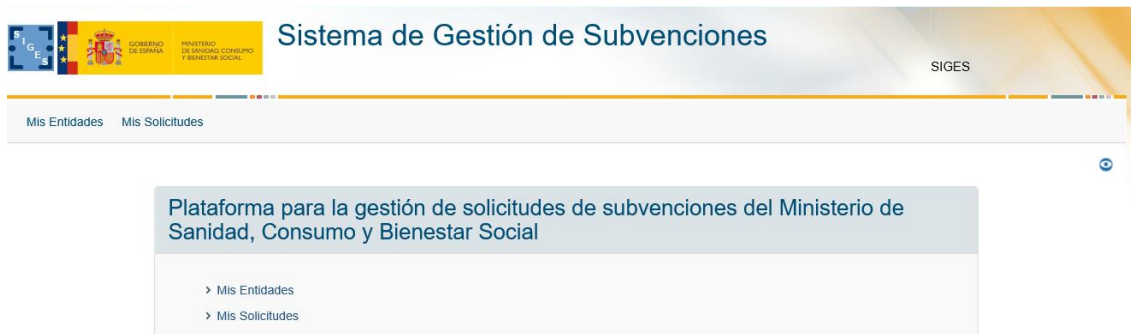 SIGES
GOBIERNO
DE ESPAÑA
MINISTERIO
DE SANIDAD, CONSUMO
Y BIENESTAR SOCIAL
Sistema de Gestión de Subvenciones
SIGES
Mis Entidades Mis Solicitudes
Plataforma para la gestión de solicitudes de subvenciones del Ministerio de
Sanidad, Consumo y Bienestar Social
> Mis Entidades
> Mis Solicitudes